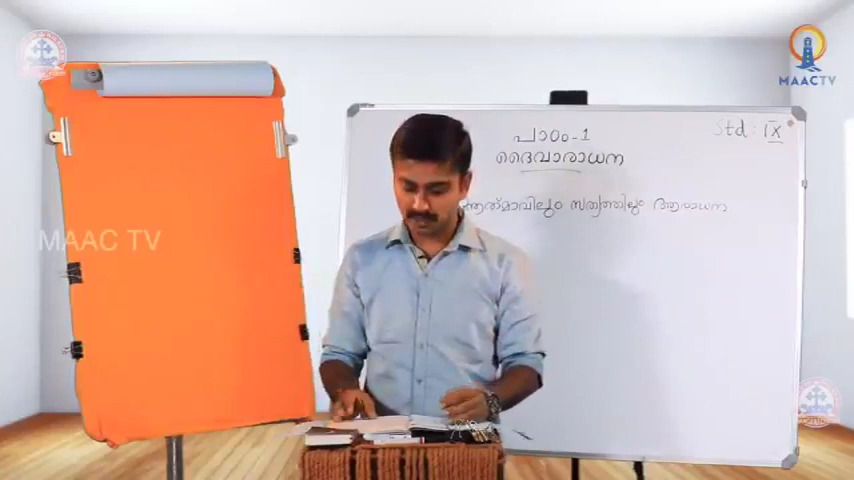 MAACTV
Std : IX
പാഠം-1
ദൈവാരാധന
ആത്മാവിലും സത്യത്തിലും ആരാധന
MAAC TV